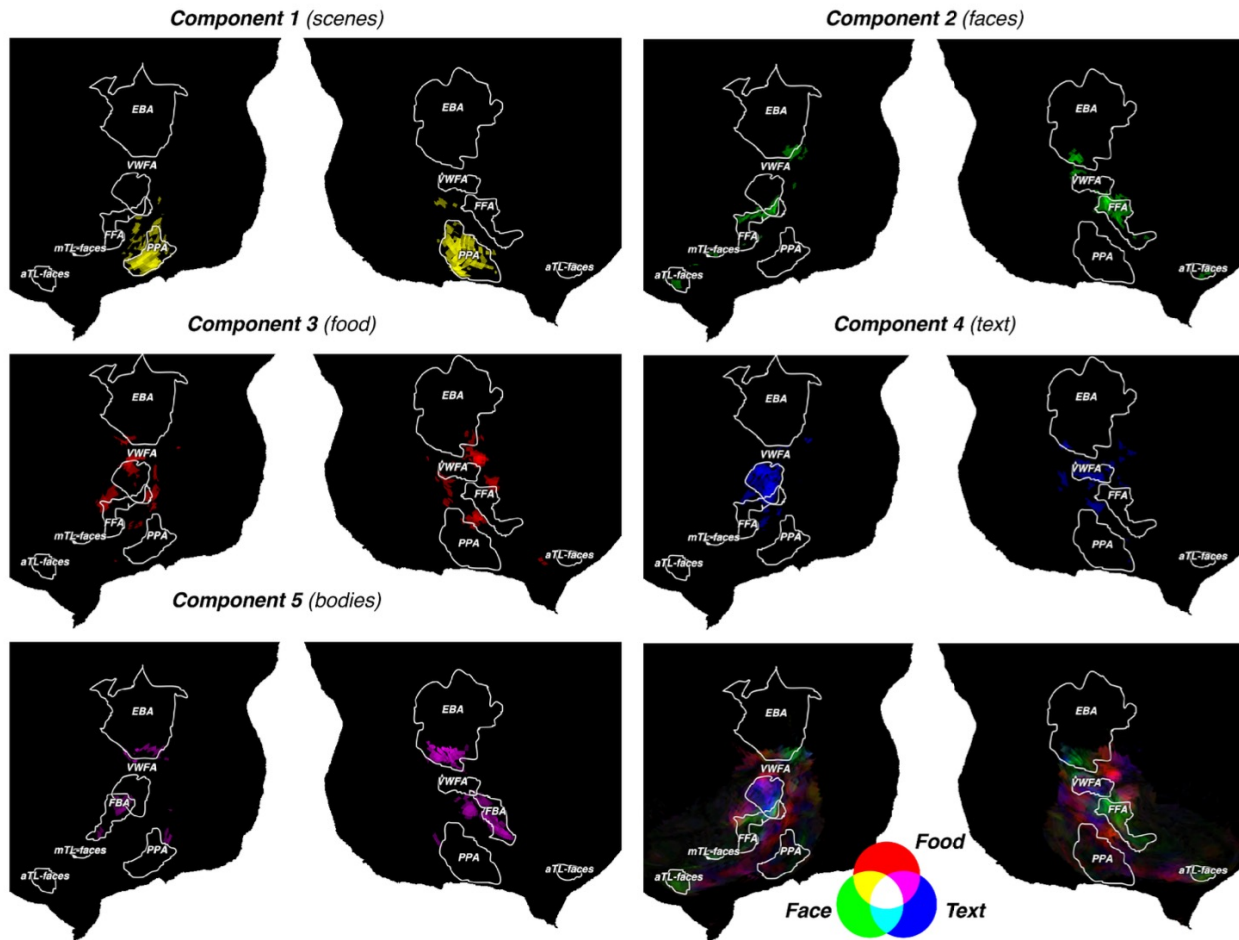 Component 1 (scenes)
EBA
VWFA
FFA
mTL-faces
PPA
aTL-faces
EBA
VWFA
FFA
PPA
aTL-faces
Component 2 (faces)
EBA
VWFA
FFA
mTL-faces
PPA
aTL-faces
EBA
VWFA
FFA
PPA
aTL-faces
Component 3 (food)
EBA
VWFA
FFA
mTL-faces
PPA
aTL-faces
EBA
VWFA
FFA
PPA
aTL-faces
Component 4 (text)
EBA
VWFA
FFA
mTL-faces
PPA
aTL-faces
EBA
VWFA
FFA
PPA
aTL-faces
Component 5 (bodies)
EBA
VWFA
FBA
mTL-faces
PPA
aTL-faces
EBA
VWFA
FBA
PPA
aTL-faces
EBA
VWFA
FFA
mTL-faces
PPA
aTL-faces
EBA
VWFA
FFA
PPA
aTL-faces
Food
Face
Text